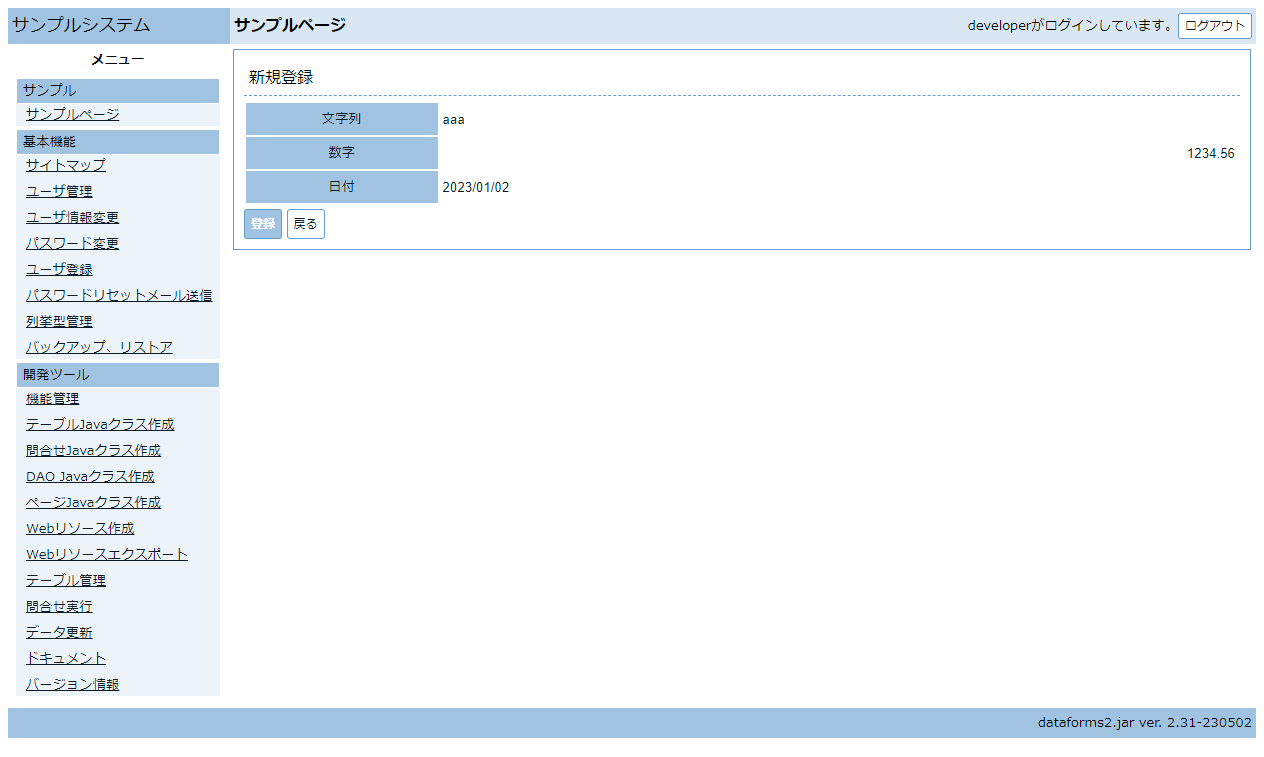 サンプルシステム
サンプルページ
developerがログインしています。 ログアウト
メニュー
サンプル
サンプルページ
基本機能
サイトマップ
ユーザ管理
ユーザ情報変更
パスワード変更
ユーザ登録
パスワードリセットメール送信
列挙型管理
バックアップ、リストア
開発ツール
機能管理
テーブルJavaクラス作成
問合せJavaクラス作成
DAO Javaクラス作成
ページJavaクラス作成
Webリソース作成
Webリソースエクスポート
テーブル管理
問合せ実行
データ更新
ドキュメント
バージョン情報
新規登録
文字列 aaa
数字 1234.56
日付 2023/01/02
登録 戻る
dataforms2.jar ver. 2.31-230502